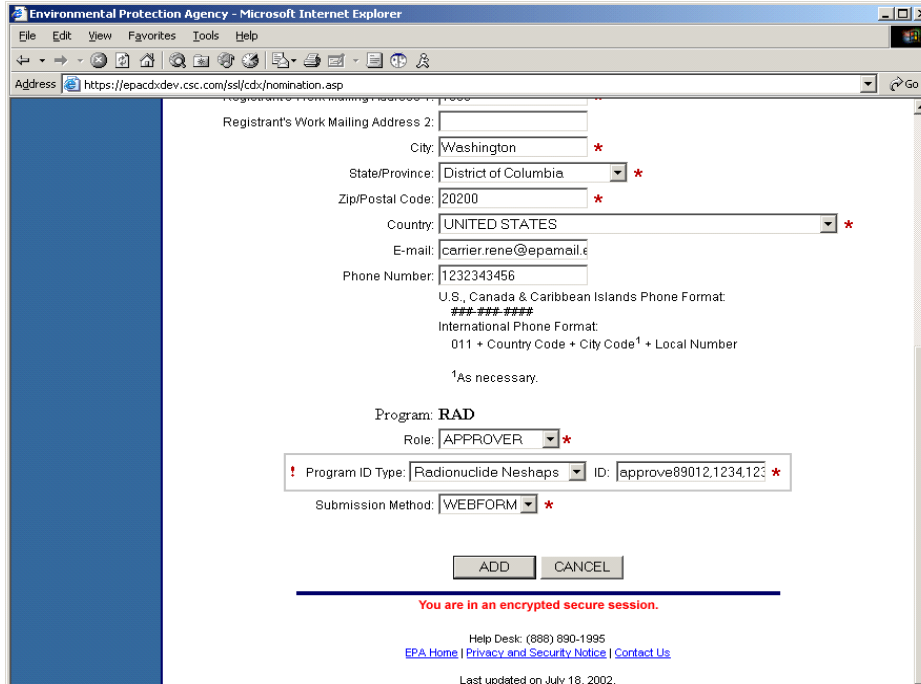 Environmental Protection Agency - Microsoft Internet Explorer
File Edit View Favorites Tools Help
Address https://epacdxdev.csc.com/ssl/cdx/nomination.asp Go
Registrant's Work Mailing Address 1: *
Registrant's Work Mailing Address 2:
City: Washington *
State/Province: District of Columbia *
Zip/Postal Code: 20200 *
Country: UNITED STATES *
E-mail: carrier.rene@epamail.e
Phone Number: 1232343456
U.S., Canada & Caribbean Islands Phone Format:
###-###-####
International Phone Format:
011 + Country Code + City Code¹ + Local Number
¹As necessary.
Program: RAD
Role: APPROVER *
! Program ID Type: Radionuclide Neshaps ID: approve89012,1234,123 *
Submission Method: WEBFORM *
ADD CANCEL
You are in an encrypted secure session.
Help Desk: (888) 890-1995
EPA Home | Privacy and Security Notice | Contact Us
Last updated on July 18, 2002.